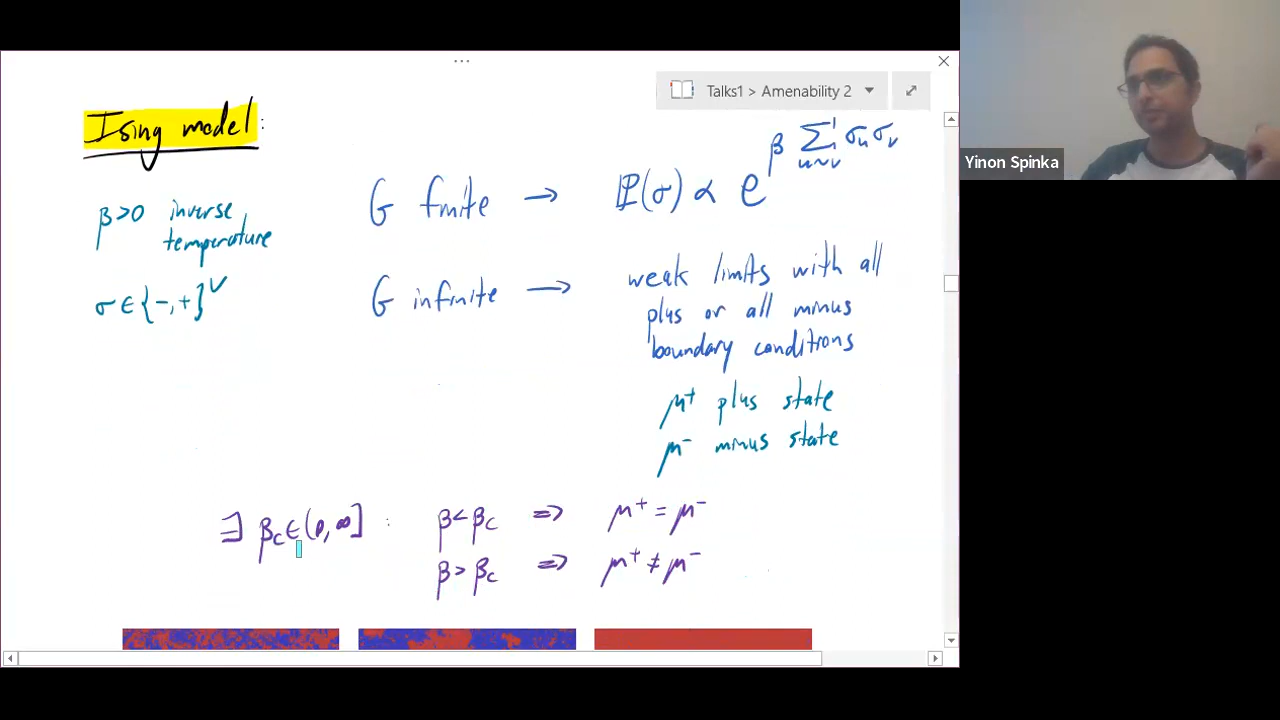 Talks1 > Amenability 2
Yinon Spinka
Ising model:
β>0 inverse
temperature
σ ∈ {-,+}^V
G finite → ℙ(σ) ∝ e^{β ∑_{u~v} σ_u σ_v}
G infinite → weak limits with all
plus or all minus
boundary conditions
μ⁺ plus state
μ⁻ minus state
∃ β_c ∈ (0,∞] : β < β_c ⇒ μ⁺ = μ⁻
β > β_c ⇒ μ⁺ ≠ μ⁻